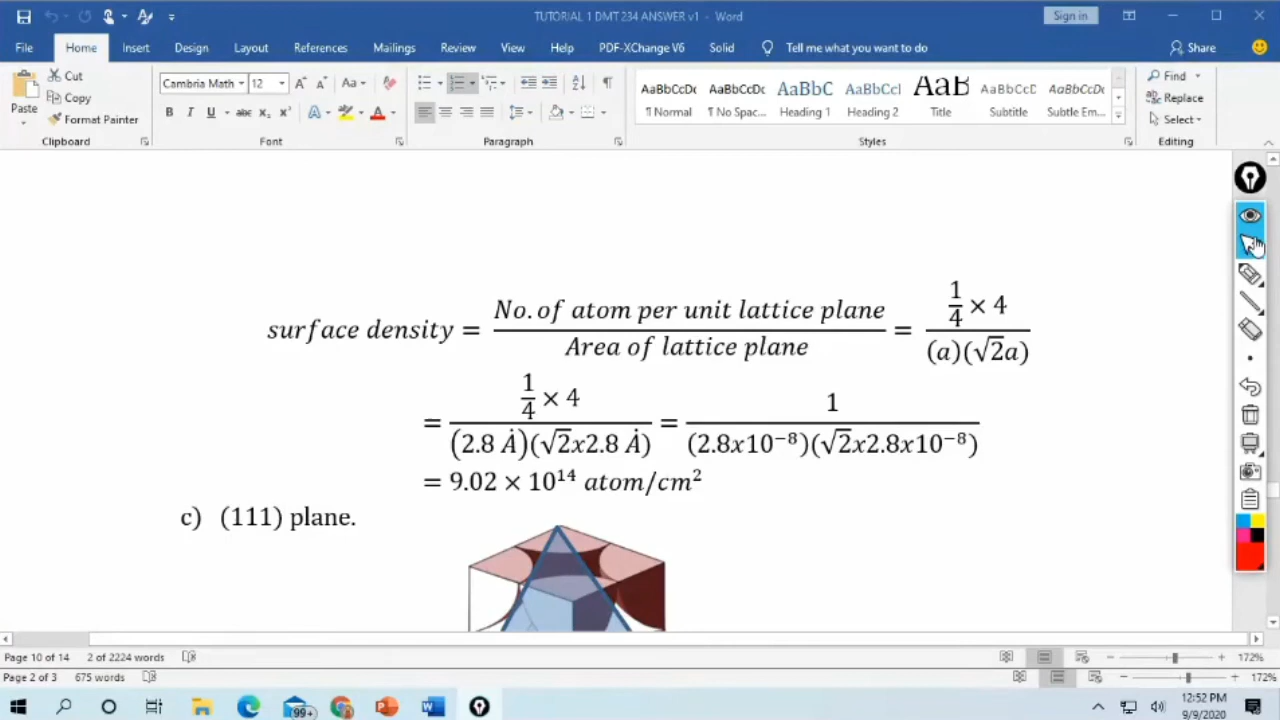 TUTORIAL 1 DMT 234 ANSWER v1 - Word
Sign in
File Home Insert Design Layout References Mailings Review View Help PDF-XChange V6 Solid Tell me what you want to do Share
Paste
Cut
Copy
Format Painter
Cambria Math 12
AaBbCcDc AaBbCcDc AaBbC AaBbCcI AaB AaBbCcD AaBbCcDc
¶ Normal ¶ No Spac... Heading 1 Heading 2 Title Subtitle Subtle Em...
Find
Replace
Select
Clipboard Font Paragraph Styles Editing
surface density = No. of atom per unit lattice plane / Area of lattice plane = 1/4 × 4 / (a)(√2a)
= 1/4 × 4 / (2.8 Ȧ)(√2x2.8 Ȧ) = 1 / (2.8x10⁻⁸)(√2x2.8x10⁻⁸)
= 9.02 × 10¹⁴ atom/cm²
c) (111) plane.
Page 10 of 14 2 of 2224 words 172%
Page 2 of 3 675 words 172%
99+
12:52 PM
9/9/2020